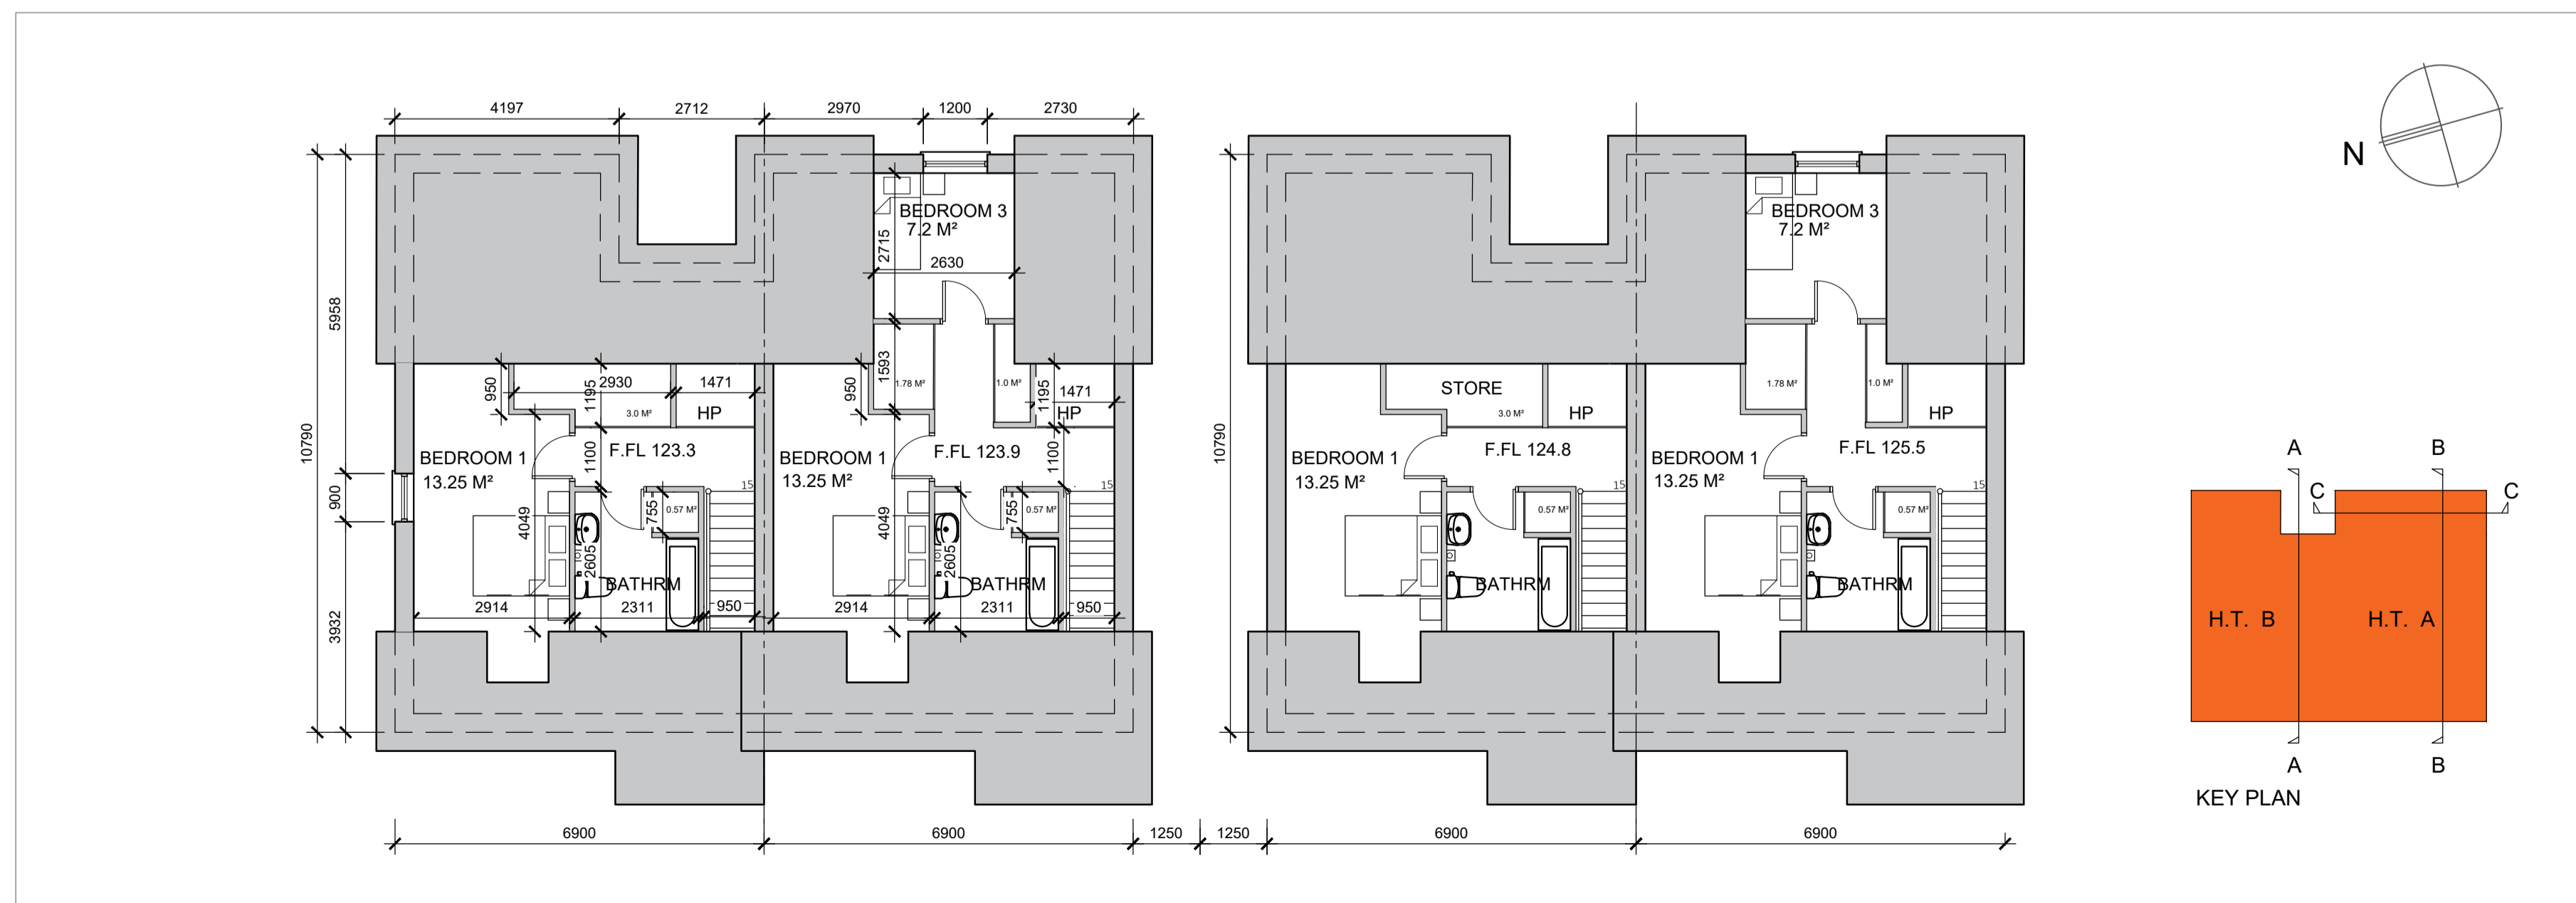 4197
2712
2970
1200
2730
N
BEDROOM 3
7.2 M²
BEDROOM 3
7.2 M²
2715
2630
5958
10790
10790
950
2930
1195
1471
3.0 M²
HP
950
1593
1.78 M²
1.0 M²
1195
1471
HP
STORE
3.0 M²
HP
1.78 M²
1.0 M²
HP
F.FL 123.3
F.FL 123.9
F.FL 124.8
F.FL 125.5
1100
1100
BEDROOM 1
13.25 M²
BEDROOM 1
13.25 M²
BEDROOM 1
13.25 M²
BEDROOM 1
13.25 M²
15
15
15
15
900
4049
755
0.57 M²
4049
755
0.57 M²
0.57 M²
0.57 M²
2605
2605
BATHRM
BATHRM
BATHRM
BATHRM
2914
2311
950
2914
2311
950
3932
6900
6900
1250
1250
6900
6900
A
B
C
C
H.T. B
H.T. A
A
B
KEY PLAN